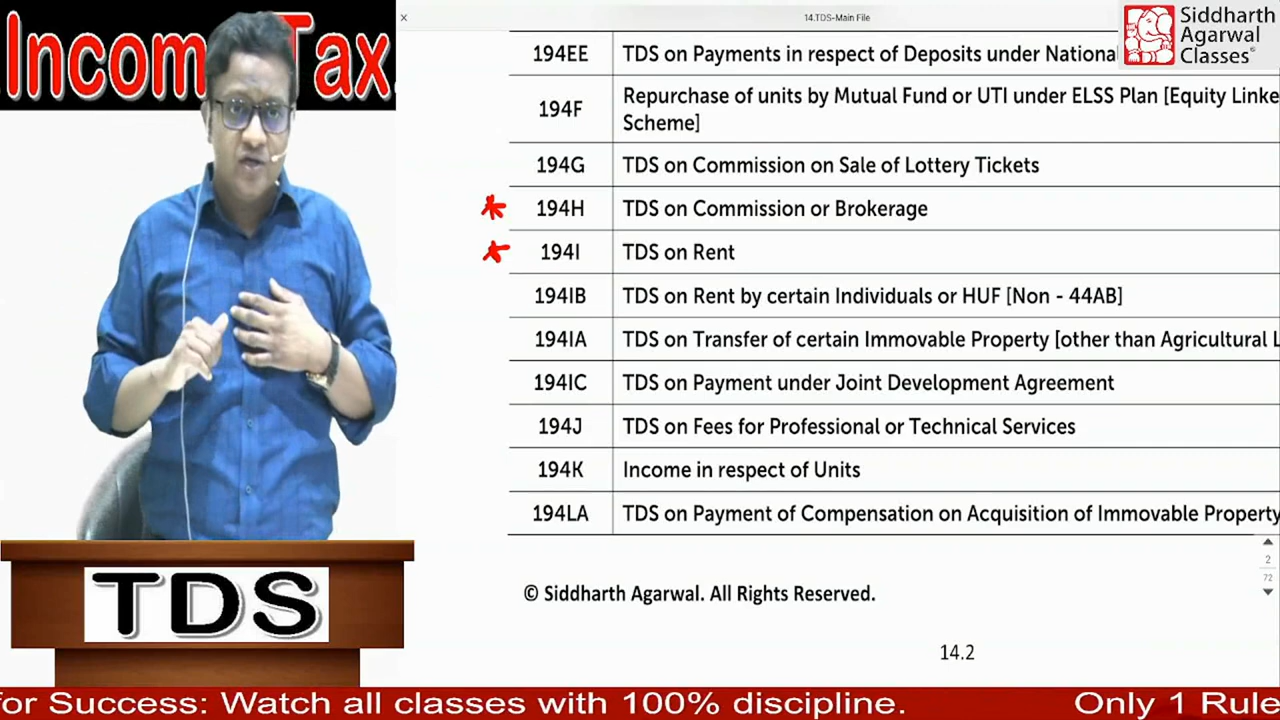 Income Tax.
14.TDS-Main File
Siddharth
Agarwal
Classes
194EE TDS on Payments in respect of Deposits under Nationa
194F Repurchase of units by Mutual Fund or UTI under ELSS Plan [Equity Linke
Scheme]
194G TDS on Commission on Sale of Lottery Tickets
194H TDS on Commission or Brokerage
194I TDS on Rent
194IB TDS on Rent by certain Individuals or HUF [Non - 44AB]
194IA TDS on Transfer of certain Immovable Property [other than Agricultural L
194IC TDS on Payment under Joint Development Agreement
194J TDS on Fees for Professional or Technical Services
194K Income in respect of Units
194LA TDS on Payment of Compensation on Acquisition of Immovable Property
2
72
© Siddharth Agarwal. All Rights Reserved.
14.2
TDS
for Success: Watch all classes with 100% discipline. Only 1 Rule